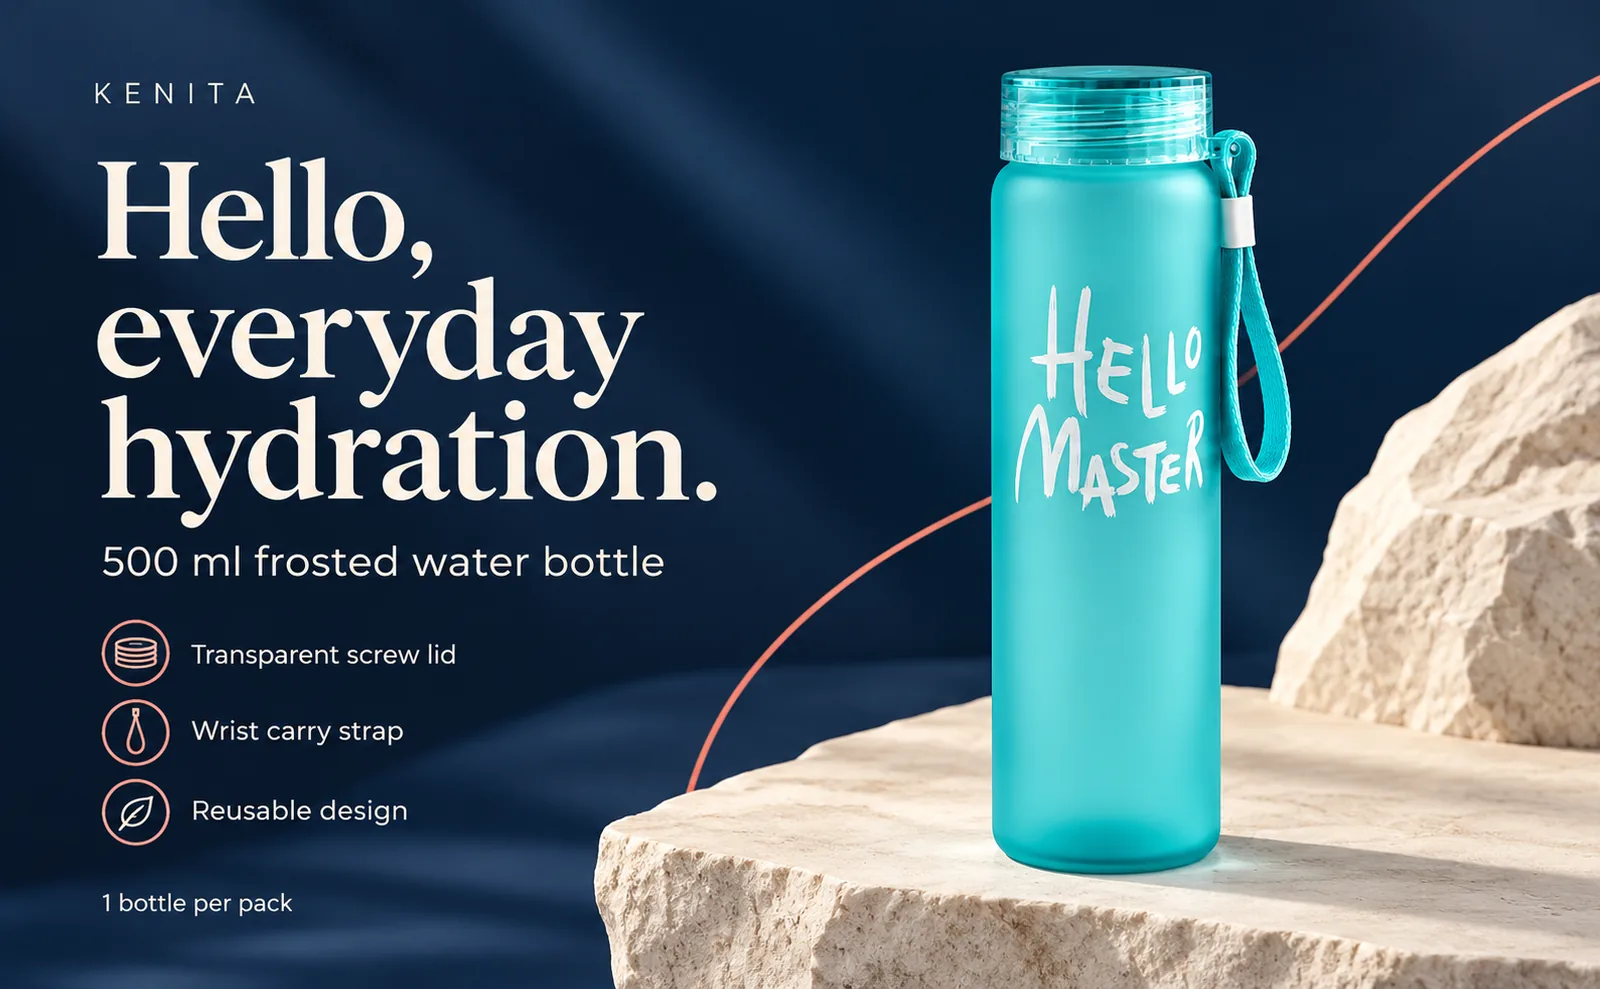 KENITA
Hello,
everyday
hydration.
500 ml frosted water bottle
Transparent screw lid
Wrist carry strap
Reusable design
1 bottle per pack
HELLO
MASTER